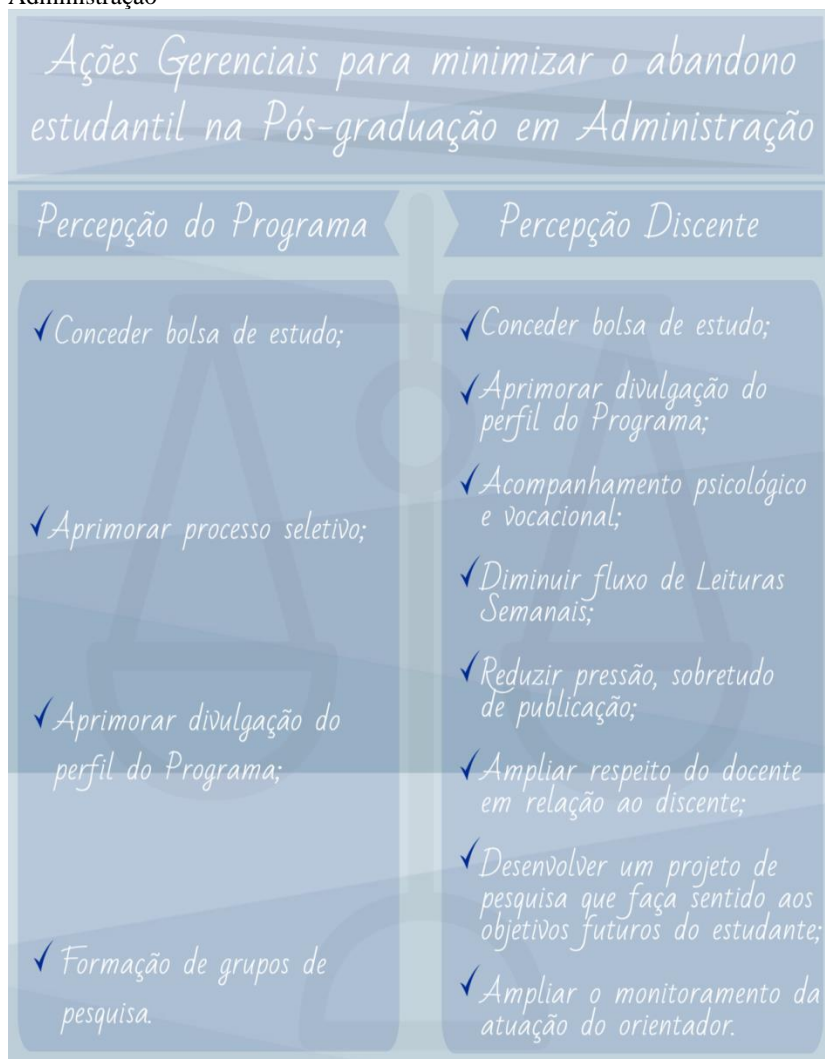 Administração
Ações Gerenciais para minimizar o abandono
estudantil na Pós-graduação em Administração
Percepção do Programa
Conceder bolsa de estudo;
Aprimorar processo seletivo;
Aprimorar divulgação do
perfil do Programa;
Formação de grupos de
pesquisa.
Percepção Discente
Conceder bolsa de estudo;
Aprimorar divulgação do
perfil do Programa;
Acompanhamento psicológico
e vocacional;
Diminuir fluxo de Leituras
Semanais;
Reduzir pressão, sobretudo
de publicação;
Ampliar respeito do docente
em relação ao discente;
Desenvolver um projeto de
pesquisa que faça sentido aos
objetivos futuros do estudante;
Ampliar o monitoramento da
atuação do orientador.